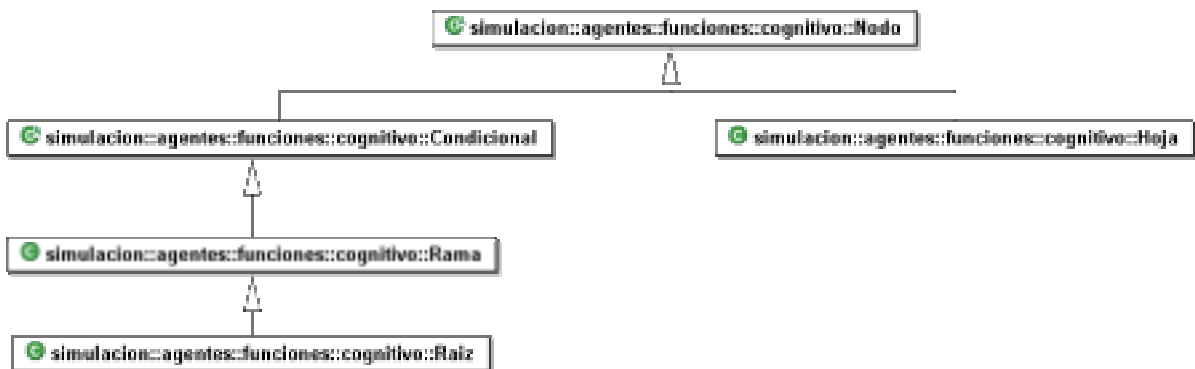 simulacion::agentes::funciones::cognitivo::Nodo
simulacion::agentes::funciones::cognitivo::Condicional
simulacion::agentes::funciones::cognitivo::Hoja
simulacion::agentes::funciones::cognitivo::Rama
simulacion::agentes::funciones::cognitivo::Raiz